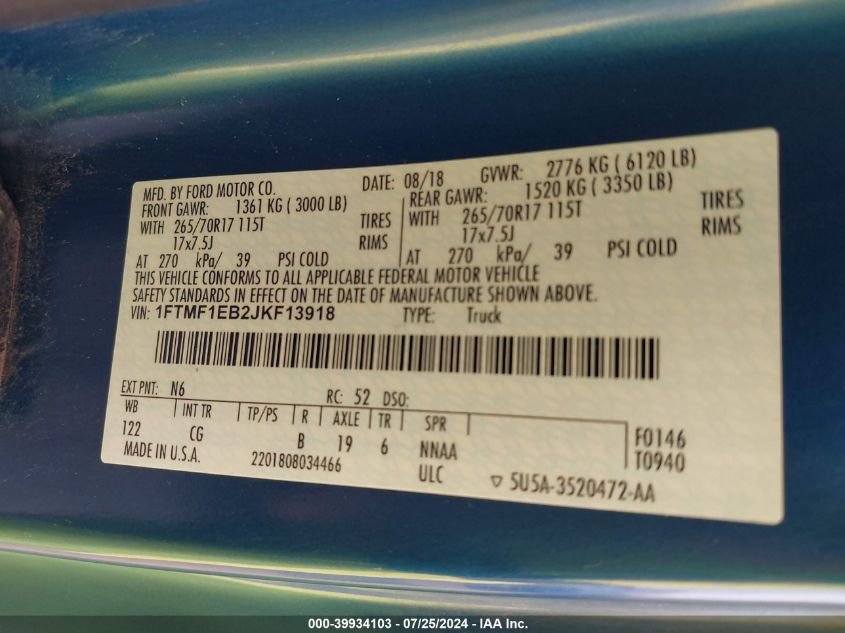 MFD. BY FORD MOTOR CO. DATE: 08/18 GVWR: 2776 KG ( 6120 LB)
FRONT GAWR: 1361 KG ( 3000 LB) REAR GAWR: 1520 KG ( 3350 LB)
WITH 265/70R17 115T TIRES WITH 265/70R17 115T TIRES
17x7.5J RIMS 17x7.5J RIMS
AT 270 kPa/ 39 PSI COLD AT 270 kPa/ 39 PSI COLD
THIS VEHICLE CONFORMS TO ALL APPLICABLE FEDERAL MOTOR VEHICLE
SAFETY STANDARDS IN EFFECT ON THE DATE OF MANUFACTURE SHOWN ABOVE.
VIN: 1FTMF1EB2JKF13918 TYPE: Truck
EXT PNT: N6 RC: 52 DSO:
WB INT TR TP/PS R AXLE TR SPR
122 CG B 19 6 NNAA F0146
MADE IN U.S.A. 2201808034466 ULC T0940
5U5A-3520472-AA
000-39934103 - 07/25/2024 - IAA Inc.